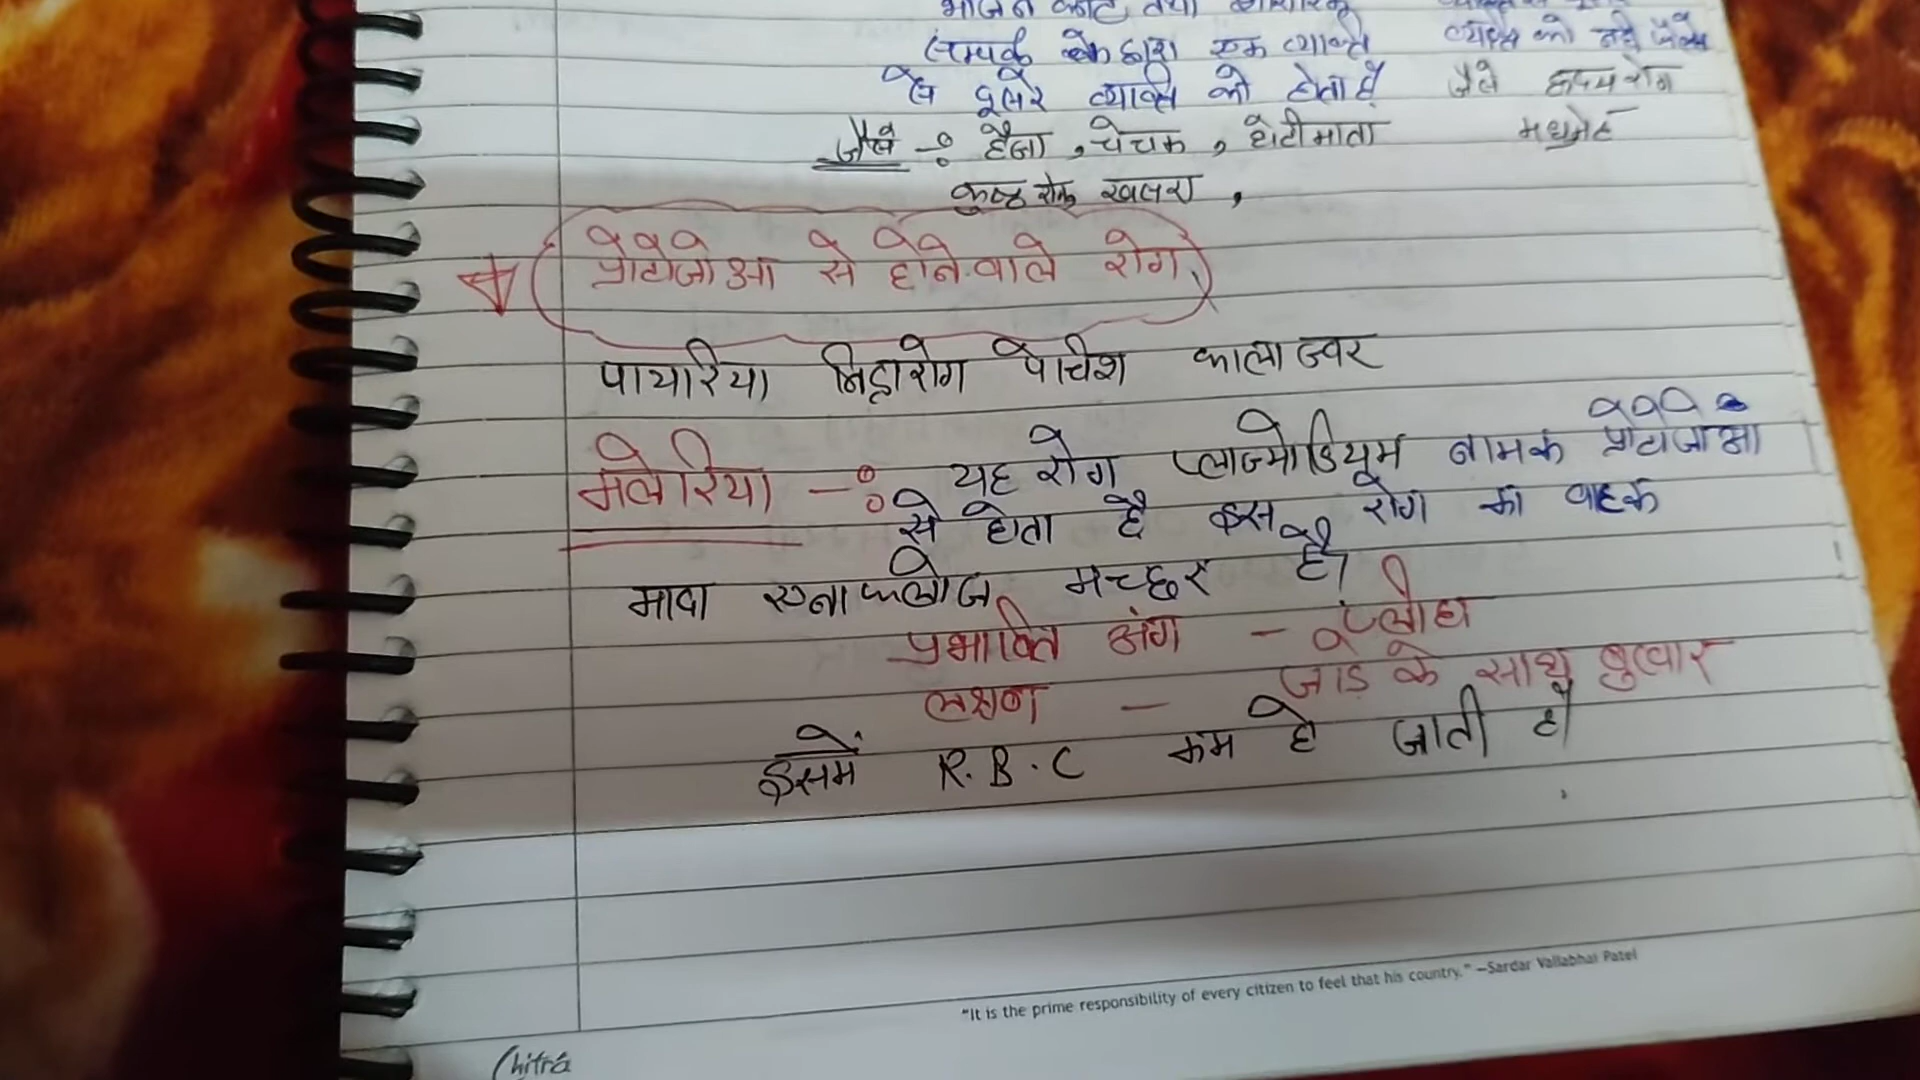 सम्पर्क के द्वारा एक व्यक्ति
से दूसरे व्यक्ति को होता है
जैसे -: हैजा , चेचक , छोटीमाता
कुष्ठ रोग खसरा ,
व्यक्ति को नही
जैसे हृदय रोग
मधुमेह
प्रोटोजोआ से होने वाले रोग
पायरिया निद्रारोग पेचिश काला ज्वर
मलेरिया -: यह रोग प्लाज्मोडियूम नामक प्रोटोजोआ
से होता है इस रोग का वाहक
मादा एनाफ्लीज मच्छर है।
प्रभावित अंग - प्लीहा
लक्षण - जाड़े के साथ बुखार
इसमें R.B.C कम हो जाती है
"It is the prime responsibility of every citizen to feel that his country." —Sardar Vallabhai Patel
Chitra